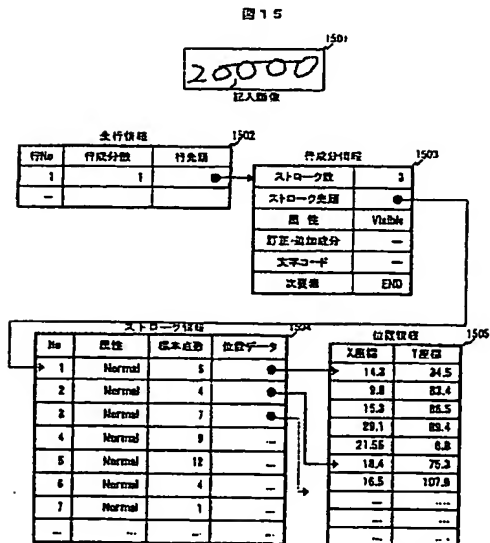 図15
1501
20,000
記入画像
全行情報 1502
行No 行成分数 行先頭
1 1
—
行成分情報 1503
ストローク数 3
ストローク先頭
属性 Visible
訂正・追加成分 —
文字コード —
次要素 END
ストローク情報 1504
No 属性 標本点数 位置データ
1 Normal 5
2 Normal 4
3 Normal 7
4 Normal 9 ...
5 Normal 12 —
6 Normal 4 —
7 Normal 1 —
— ... ... ...
位置情報 1505
X座標 Y座標
14.3 34.5
9.8 83.4
15.3 85.5
29.1 89.4
21.55 6.8
18.4 75.3
16.5 107.9
— ....
— ...
... ...